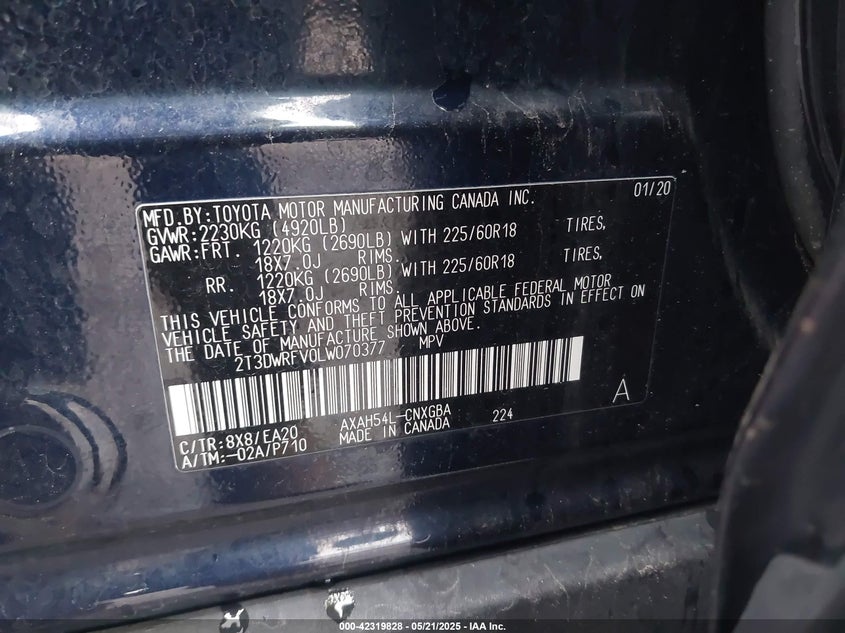 MFD.BY:TOYOTA MOTOR MANUFACTURING CANADA INC. 01/20
GVWR:2230KG (4920LB)
GAWR:FRT. 1220KG (2690LB) WITH 225/60R18 TIRES,
18X7.0J RIMS.
RR. 1220KG (2690LB) WITH 225/60R18 TIRES,
18X7.0J RIMS.
THIS VEHICLE CONFORMS TO ALL APPLICABLE FEDERAL MOTOR
VEHICLE SAFETY AND THEFT PREVENTION STANDARDS IN EFFECT ON
THE DATE OF MANUFACTURE SHOWN ABOVE.
2T3DWRFV0LW070377 MPV
C/TR:8X8/EA20 AXAH54L-CNXGBA 224 A
A/TM:-02A/P710 MADE IN CANADA
000-42319828 - 05/21/2025 - IAA Inc.